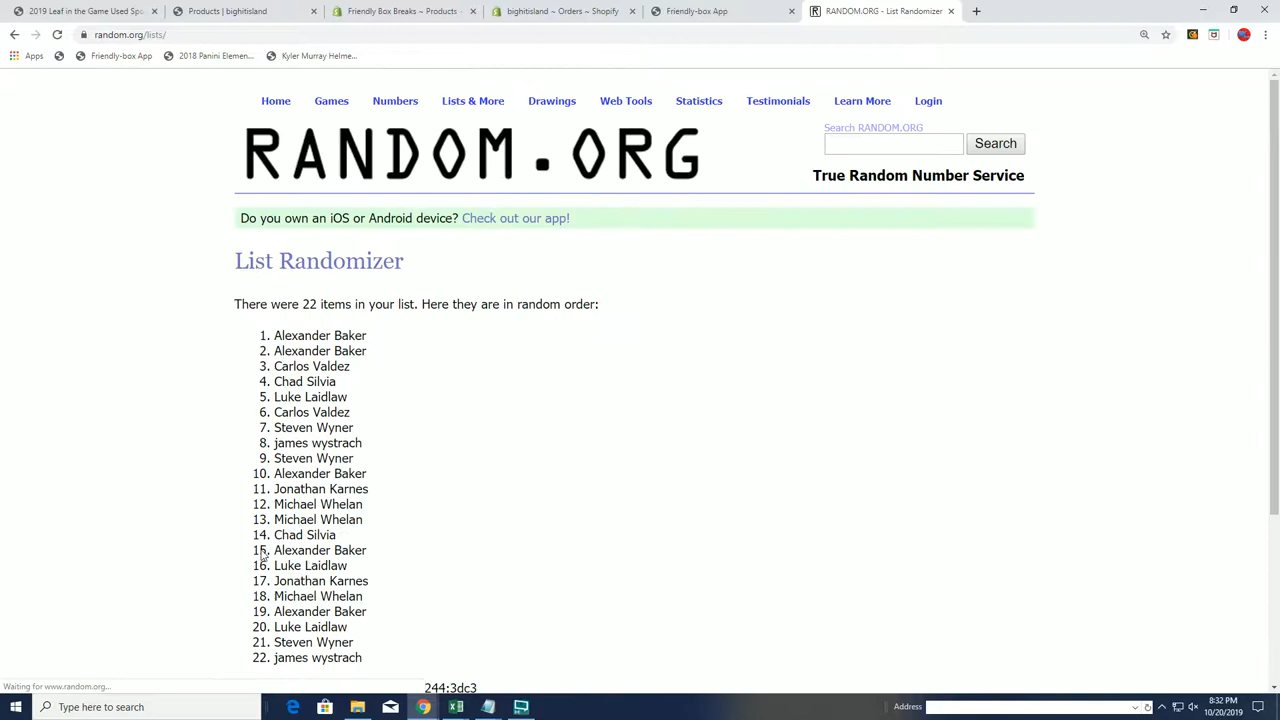 2019 Leaf in the Game Used Sp
Products | bighitisland
Friendly Box Breaks ~ Products
bighitisland ~ Orders ~ Shopify
Friendly-box App
RANDOM.ORG - List Randomizer
random.org/lists/
Apps
Friendly-box App
2018 Panini Elemen...
Kyler Murray Helme...
Home
Games
Numbers
Lists & More
Drawings
Web Tools
Statistics
Testimonials
Learn More
Login
RANDOM.ORG
Search RANDOM.ORG
Search
True Random Number Service
Do you own an iOS or Android device? Check out our app!
List Randomizer
There were 22 items in your list. Here they are in random order:
1. Alexander Baker
2. Alexander Baker
3. Carlos Valdez
4. Chad Silvia
5. Luke Laidlaw
6. Carlos Valdez
7. Steven Wyner
8. james wystrach
9. Steven Wyner
10. Alexander Baker
11. Jonathan Karnes
12. Michael Whelan
13. Michael Whelan
14. Chad Silvia
15. Alexander Baker
16. Luke Laidlaw
17. Jonathan Karnes
18. Michael Whelan
19. Alexander Baker
20. Luke Laidlaw
21. Steven Wyner
22. james wystrach
Waiting for www.random.org...
244:3dc3
Type here to search
Address
8:32 PM
10/20/2019